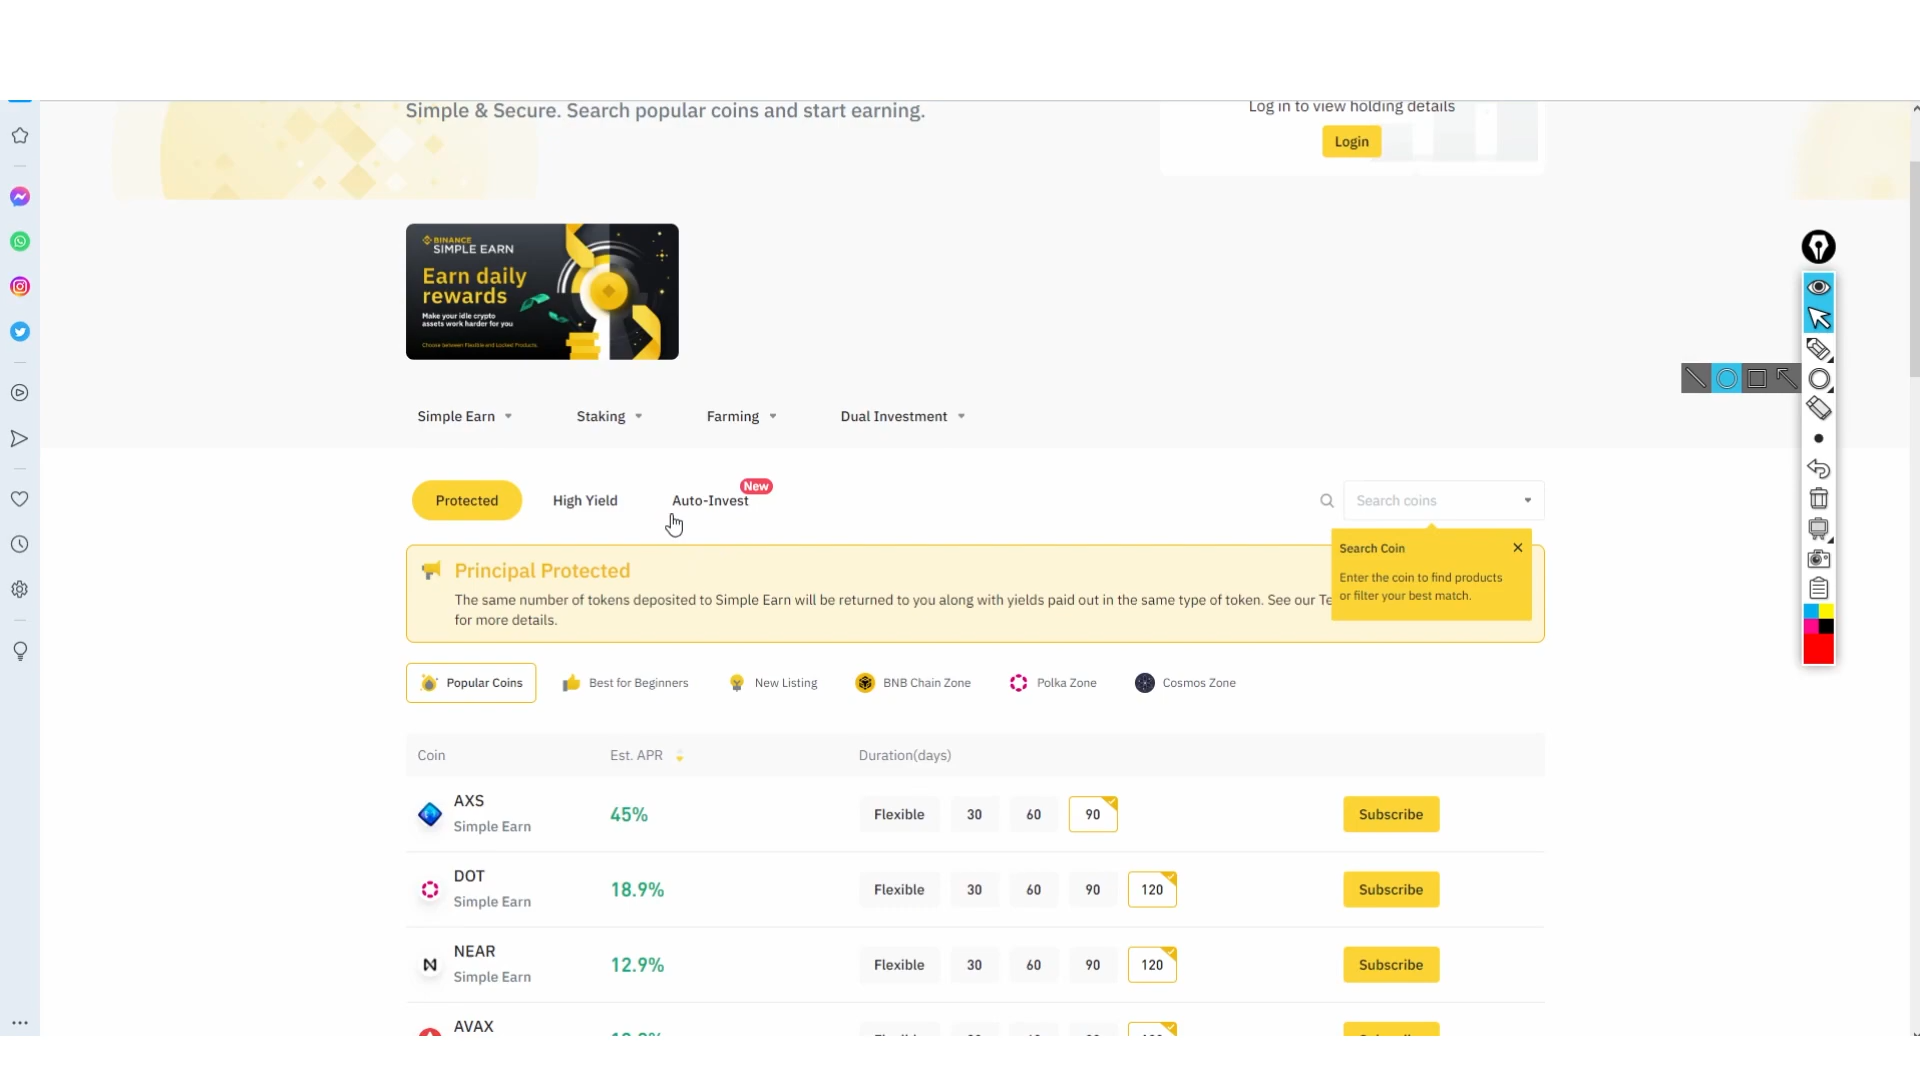 Simple & Secure. Search popular coins and start earning.
Log in to view holding details
Login
BINANCE
SIMPLE EARN
Earn daily
rewards
Make your idle crypto
assets work harder for you
Choose between Flexible and Locked Products.
Simple Earn
Staking
Farming
Dual Investment
Protected
High Yield
Auto-Invest
New
Search coins
Search Coin
Enter the coin to find products
or filter your best match.
Principal Protected
The same number of tokens deposited to Simple Earn will be returned to you along with yields paid out in the same type of token. See our
for more details.
Popular Coins
Best for Beginners
New Listing
BNB Chain Zone
Polka Zone
Cosmos Zone
Coin
Est. APR
Duration(days)
AXS
Simple Earn
45%
Flexible
30
60
90
Subscribe
DOT
Simple Earn
18.9%
Flexible
30
60
90
120
Subscribe
NEAR
Simple Earn
12.9%
Flexible
30
60
90
120
Subscribe
AVAX